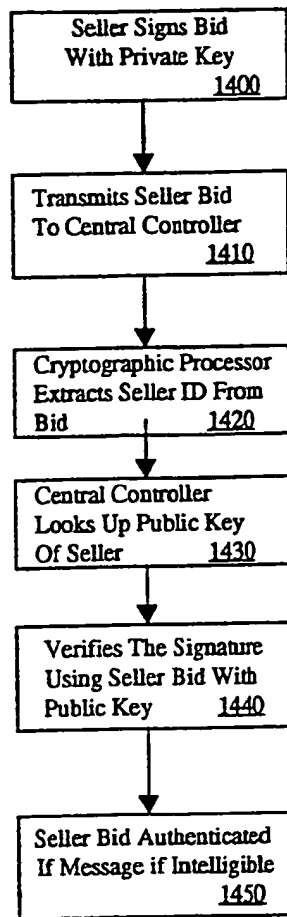 Seller Signs Bid
With Private Key
1400
Transmits Seller Bid
To Central Controller
1410
Cryptographic Processor
Extracts Seller ID From
Bid 1420
Central Controller
Looks Up Public Key
Of Seller 1430
Verifies The Signature
Using Seller Bid With
Public Key 1440
Seller Bid Authenticated
If Message if Intelligible
1450